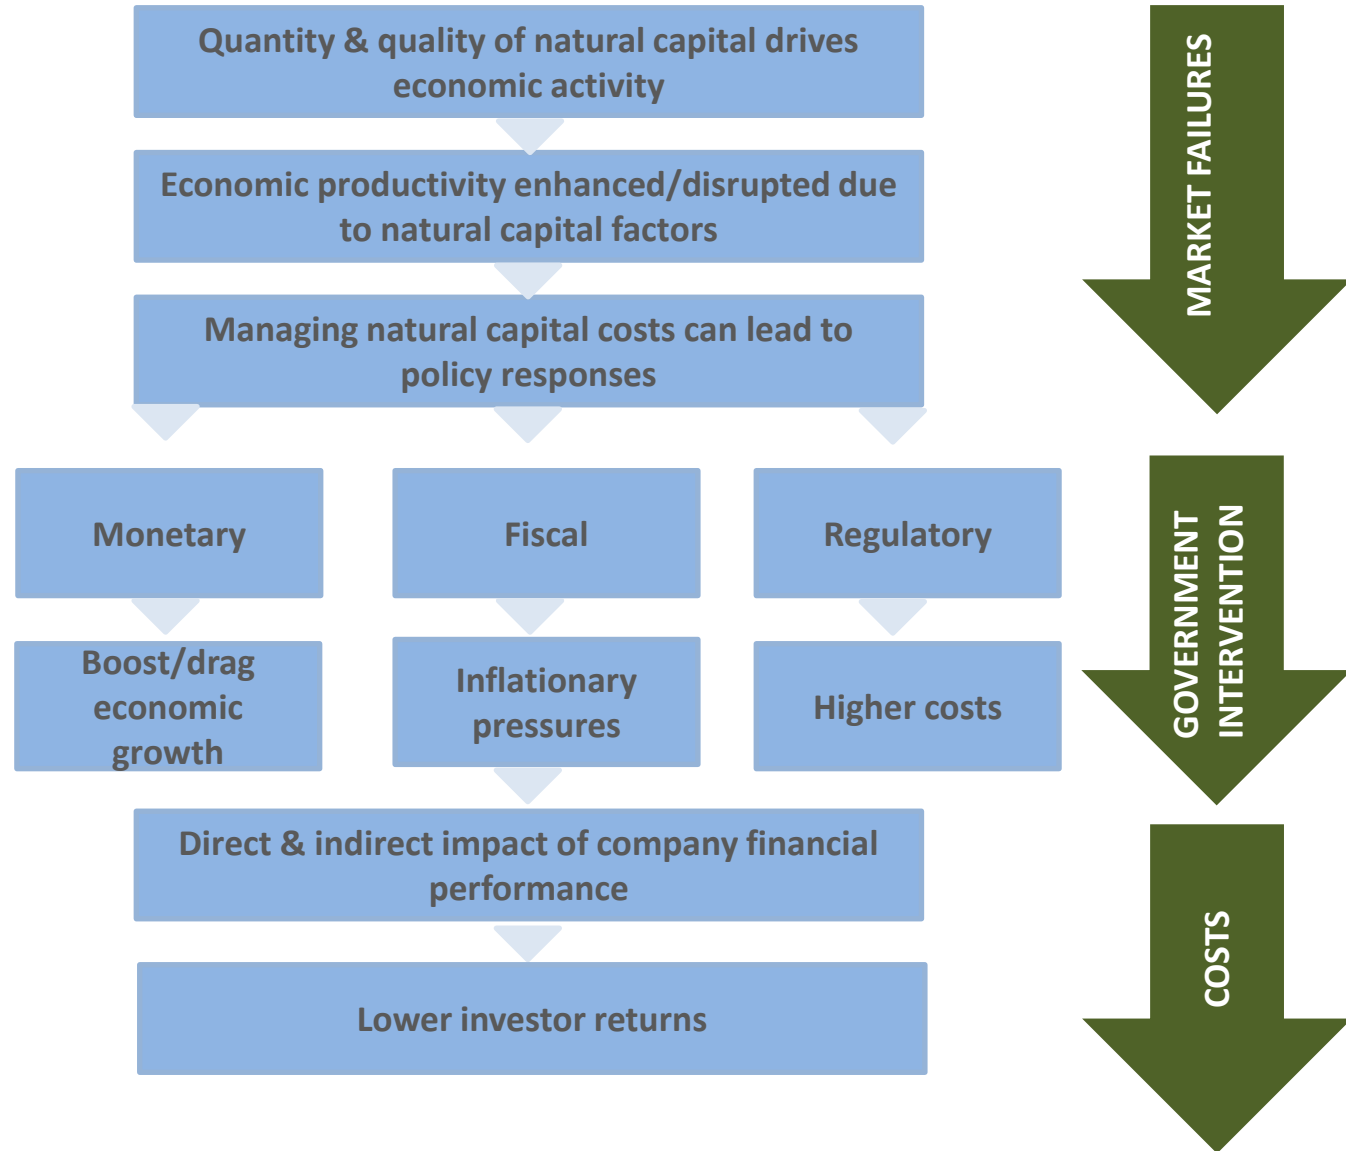 Quantity & quality of natural capital drives
economic activity
Economic productivity enhanced/disrupted due
to natural capital factors
Managing natural capital costs can lead to
policy responses
MARKET FAILURES
Monetary
Fiscal
Regulatory
Boost/drag
economic
growth
Inflationary
pressures
Higher costs
GOVERNMENT
INTERVENTION
Direct & indirect impact of company financial
performance
Lower investor returns
COSTS